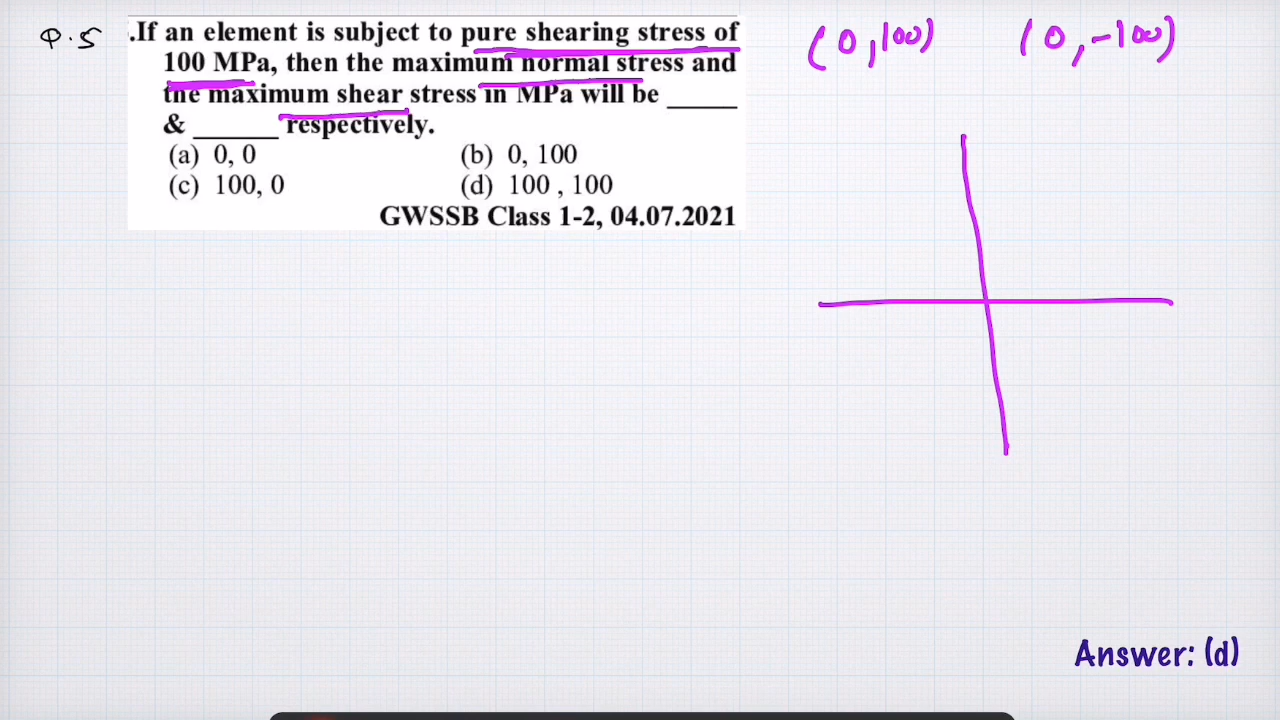 Q.5
.If an element is subject to pure shearing stress of
100 MPa, then the maximum normal stress and
the maximum shear stress in MPa will be _____
& ______ respectively.
(a) 0, 0
(b) 0, 100
(c) 100, 0
(d) 100 , 100
GWSSB Class 1-2, 04.07.2021
(0,100) (0,-100)
Answer: (d)